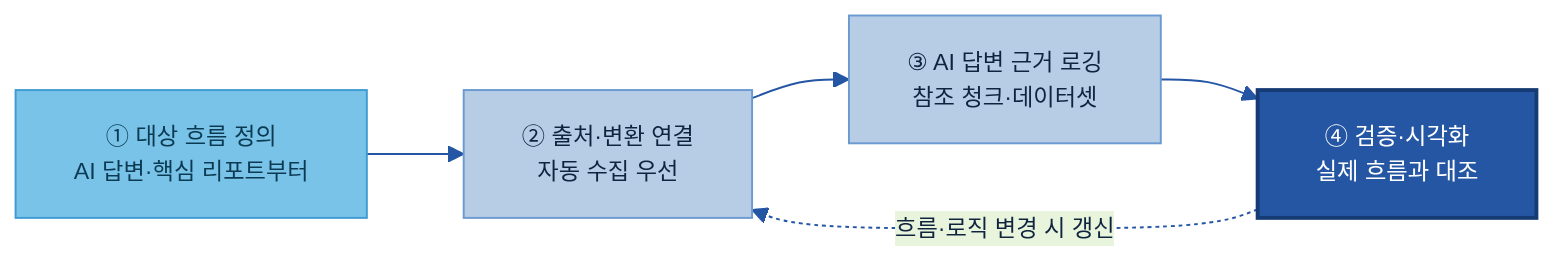 ① 대상 흐름 정의
AI 답변·핵심 리포트부터
② 출처·변환 연결
자동 수집 우선
③ AI 답변 근거 로깅
참조 청크·데이터셋
④ 검증·시각화
실제 흐름과 대조
흐름·로직 변경 시 갱신